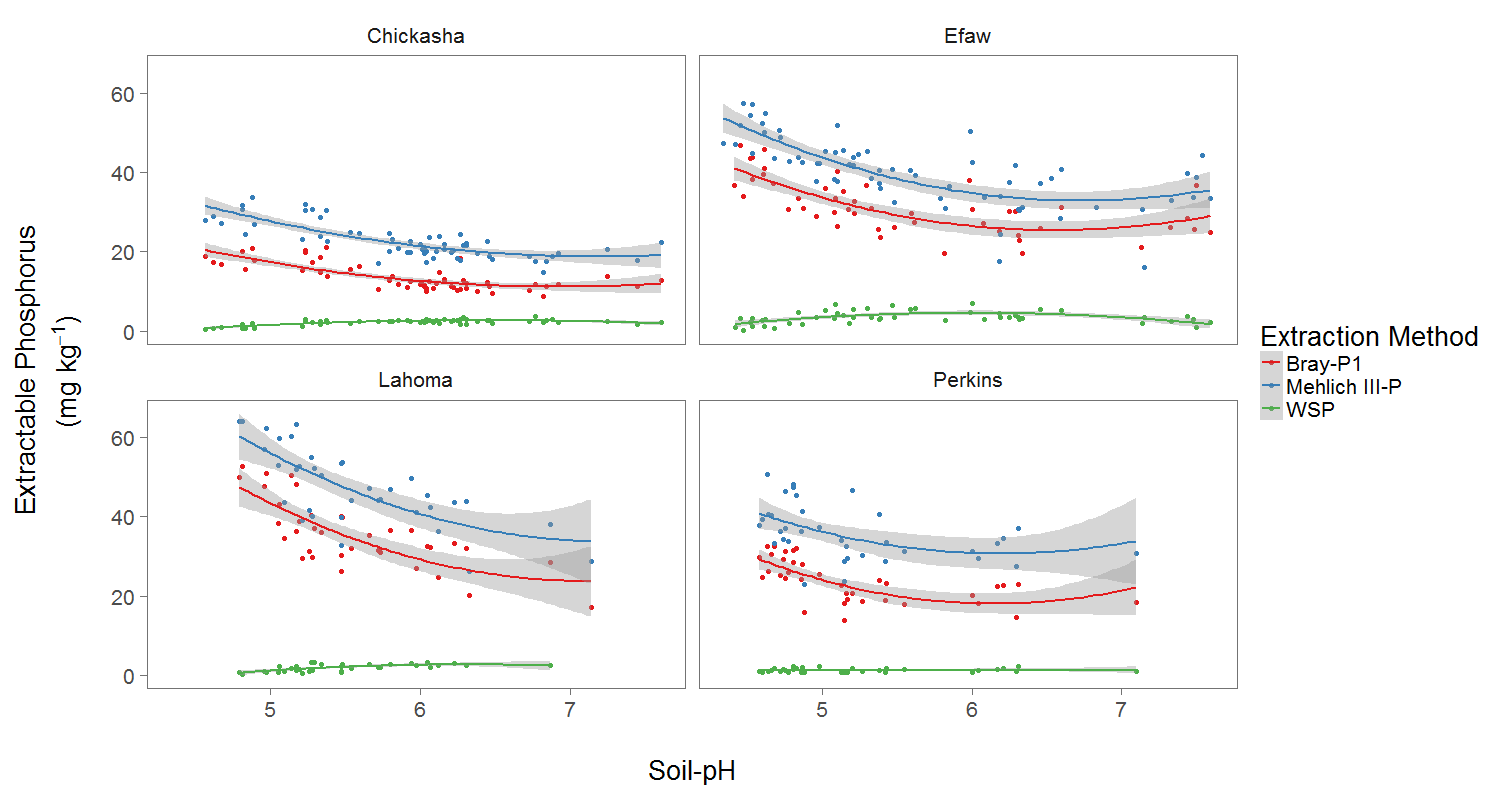 Chickasha
Efaw
60
40
20
0
Lahoma
Perkins
60
40
20
0
5
6
7
5
6
7
Soil-pH
Extractable Phosphorus
(mg kg⁻¹)
Extraction Method
Bray-P1
Mehlich III-P
WSP